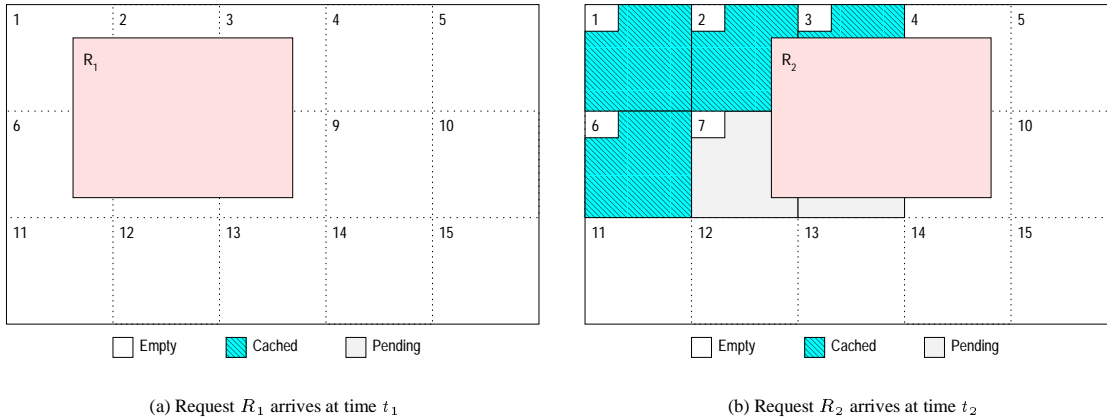 1 2 3 4 5
R1
6 9 10
11 12 13 14 15
Empty Cached Pending
(a) Request R1 arrives at time t1
1 2 3 4 5
R2
6 7 10
11 12 13 14 15
Empty Cached Pending
(b) Request R2 arrives at time t2